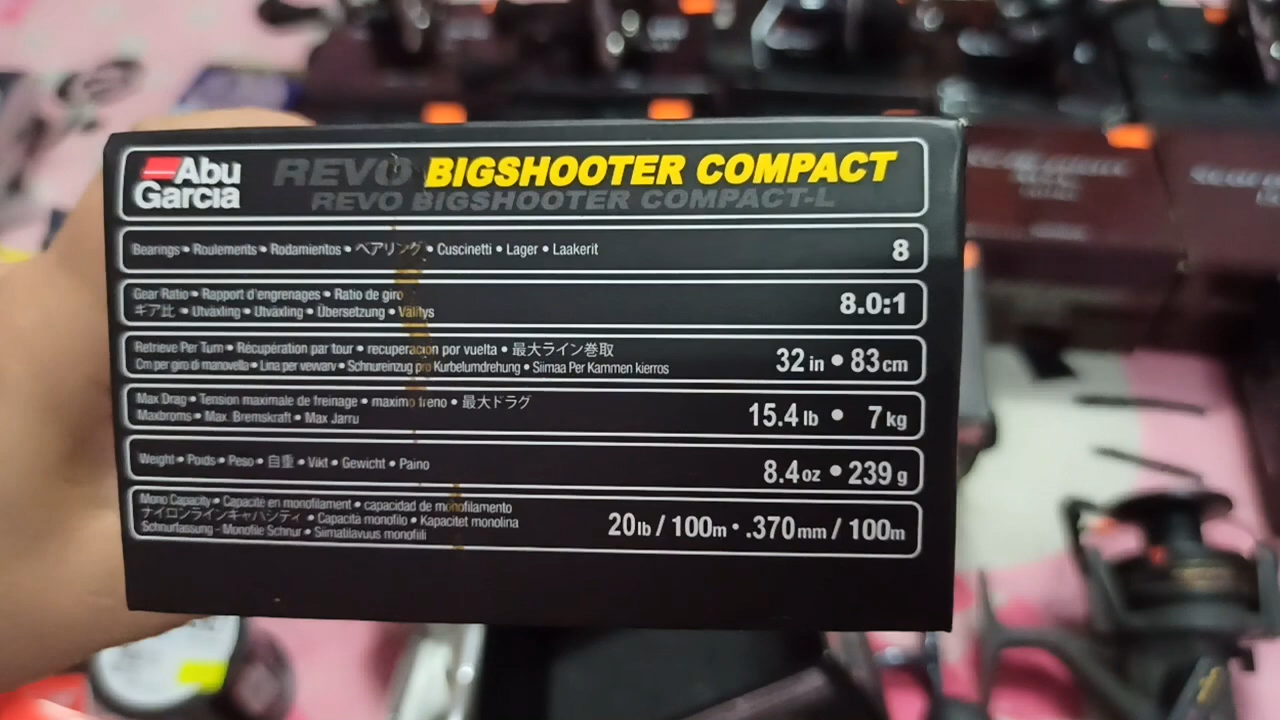 Abu
Garcia
REVO BIGSHOOTER COMPACT
REVO BIGSHOOTER COMPACT-L
Bearings • Roulements • Rodamientos • ベアリング • Cuscinetti • Lager • Laakerit
8
Gear Ratio • Rapport d'engrenages • Ratio de giro
ギア比 • Utväxling • Utväxling • Übersetzung • Välitys
8.0:1
Retrieve Per Turn • Récupération par tour • recuperacion por vuelta • 最大ライン巻取
Cm per giro di manovella • Lina per vevvarv • Schnureinzug pro Kurbelumdrehung • Siimaa Per Kammen kierros
32 in • 83 cm
Max Drag • Tension maximale de freinage • maximo freno • 最大ドラグ
Maxbroms • Max. Bremskraft • Max Jarru
15.4 lb • 7 kg
Weight • Poids • Peso • 自重 • Vikt • Gewicht • Paino
8.4 oz • 239 g
Mono Capacity • Capacité en monofilament • capacidad de monofilamento
ナイロンラインキャパシティ • Capacità monofilo • Kapacitet monolina
Schnurfassung - Monofile Schnur • Siimatilavuus monofiili
20 lb / 100m • .370mm / 100m